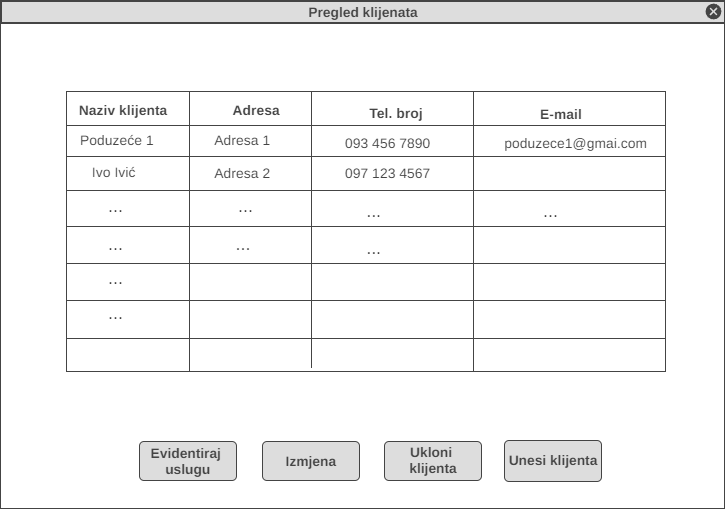 Pregled klijenata
Naziv klijenta Adresa Tel. broj E-mail
Poduzeće 1 Adresa 1 093 456 7890 poduzece1@gmai.com
Ivo Ivić Adresa 2 097 123 4567
... ... ... ...
... ... ...
...
...
Evidentiraj uslugu
Izmjena
Ukloni klijenta
Unesi klijenta